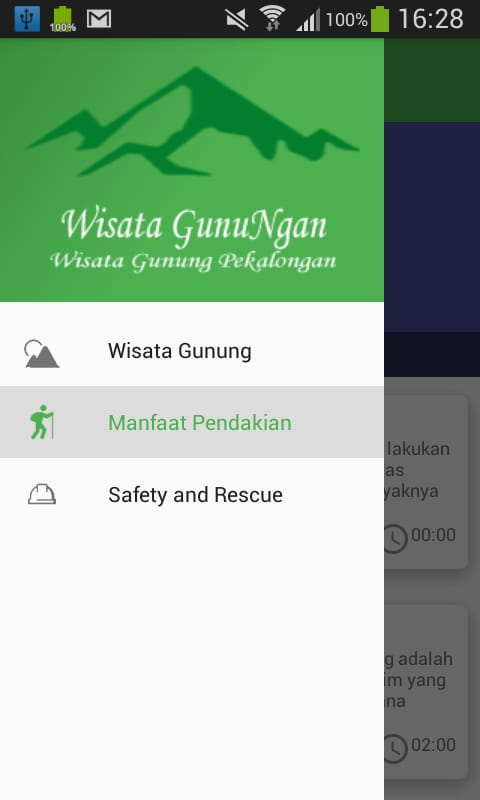 100%
100%
16:28
Wisata GunuNgan
Wisata Gunung Pekalongan
Wisata Gunung
Manfaat Pendakian
Safety and Rescue
lakukan
as
yaknya
00:00
g adalah
im yang
na
02:00